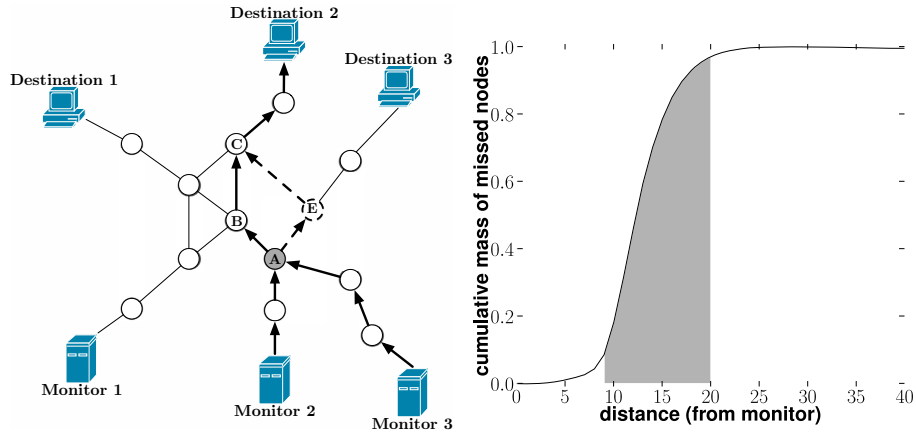 Destination 2
Destination 3
Destination 1
C
E
B
A
Monitor 1
Monitor 2
Monitor 3
cumulative mass of missed nodes
1.0
0.8
0.6
0.4
0.2
0.0
0 5 10 15 20 25 30 35 40
distance (from monitor)